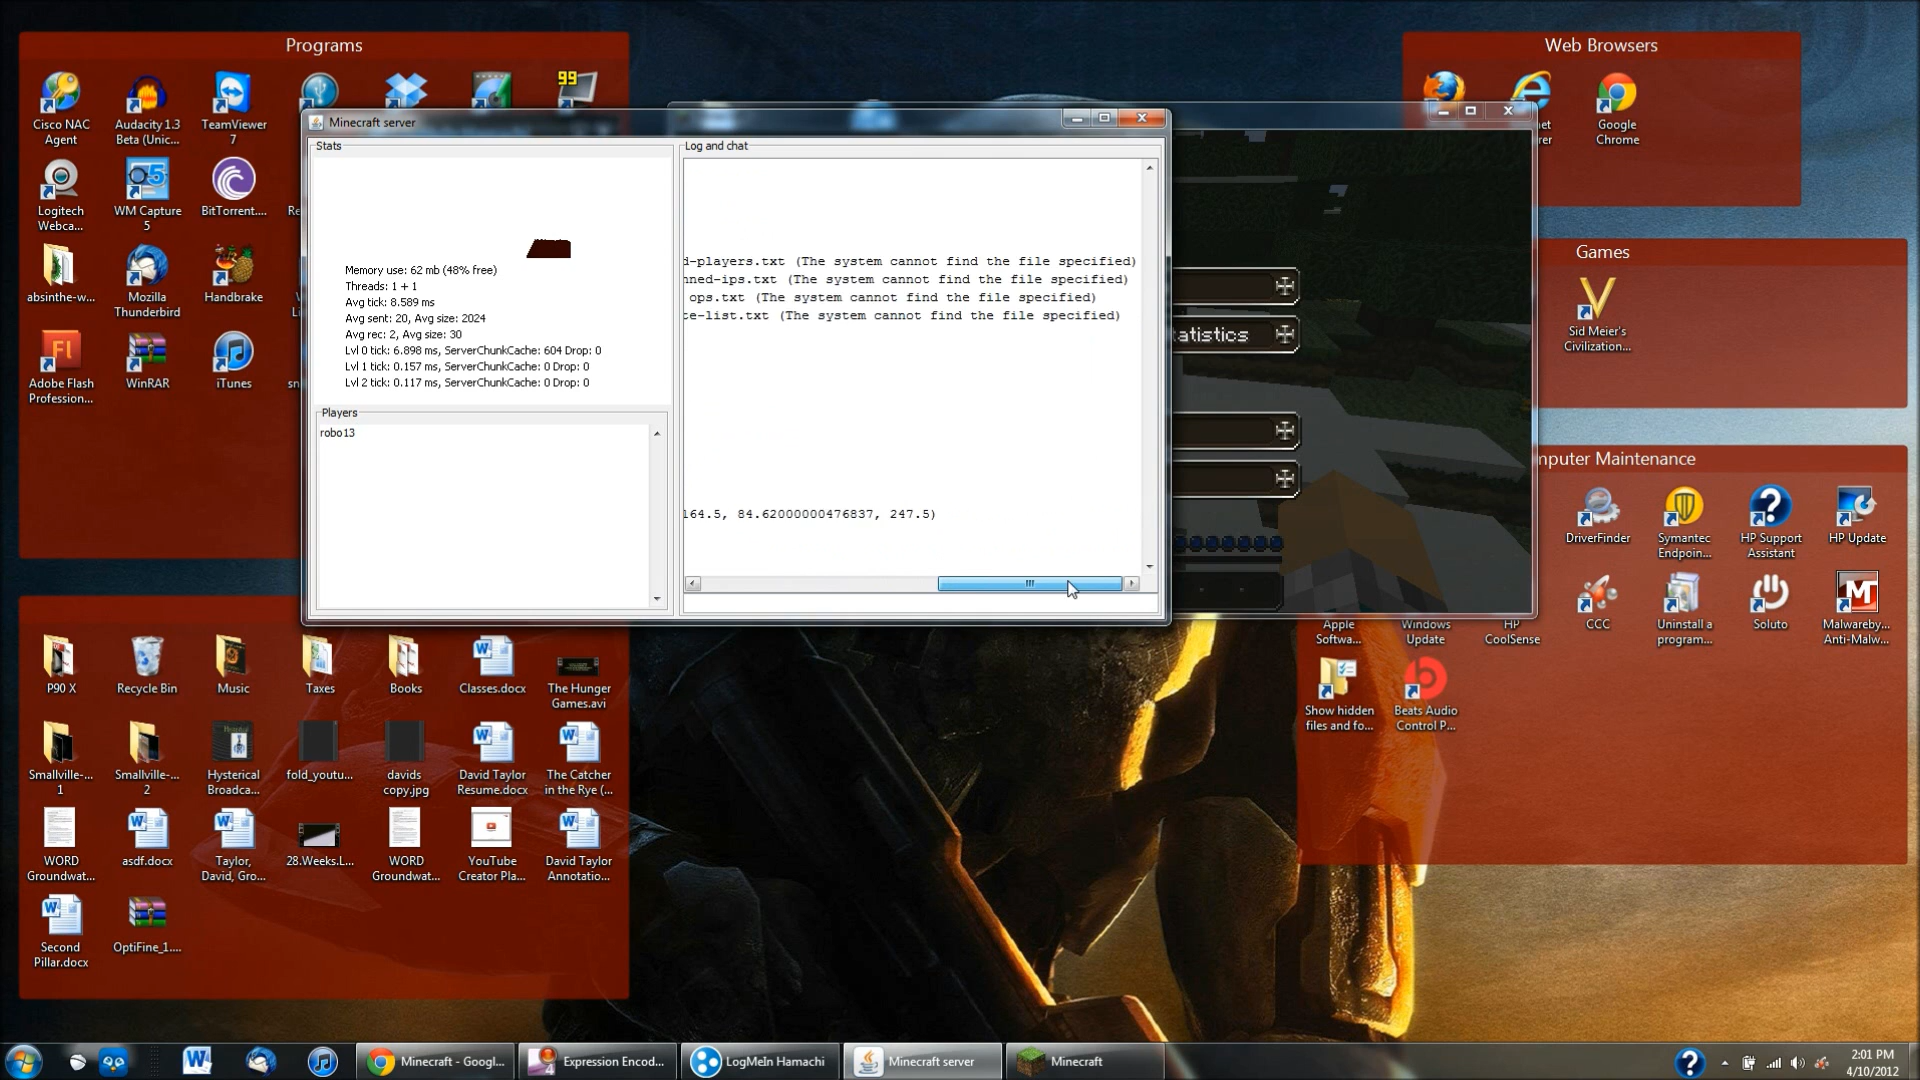 Programs
Cisco NAC
Agent
Audacity 1.3
Beta (Unic...
TeamViewer
7
99
Logitech
Webca...
WM Capture
5
BitTorrent....
Re
absinthe-w...
Mozilla
Thunderbird
Handbrake
Adobe Flash
Profession...
WinRAR
iTunes
sn
Minecraft server
Stats
Memory use: 62 mb (48% free)
Threads: 1 + 1
Avg tick: 8.589 ms
Avg sent: 20, Avg size: 2024
Avg rec: 2, Avg size: 30
Lvl 0 tick: 6.898 ms, ServerChunkCache: 604 Drop: 0
Lvl 1 tick: 0.157 ms, ServerChunkCache: 0 Drop: 0
Lvl 2 tick: 0.117 ms, ServerChunkCache: 0 Drop: 0
Players
robo13
Log and chat
d-players.txt (The system cannot find the file specified)
nned-ips.txt (The system cannot find the file specified)
ops.txt (The system cannot find the file specified)
te-list.txt (The system cannot find the file specified)
164.5, 84.62000000476837, 247.5)
tatistics
Web Browsers
net
rer
Google
Chrome
Games
Sid Meier's
Civilization...
mputer Maintenance
DriverFinder
Symantec
Endpoin...
HP Support
Assistant
HP Update
Apple
Softwa...
Windows
Update
HP
CoolSense
CCC
Uninstall a
program...
Soluto
Malwareby...
Anti-Malw...
Show hidden
files and fo...
Beats Audio
Control P...
P90 X
Recycle Bin
Music
Taxes
Books
Classes.docx
The Hunger
Games.avi
Smallville-...
1
Smallville-...
2
Hysterical
Broadca...
fold_youtu...
davids
copy.jpg
David Taylor
Resume.docx
The Catcher
in the Rye (...
WORD
Groundwat...
asdf.docx
Taylor,
David, Gro...
28.Weeks.L...
WORD
Groundwat...
YouTube
Creator Pla...
David Taylor
Annotatio...
Second
Pillar.docx
OptiFine_1....
Minecraft - Googl...
Expression Encod...
LogMeIn Hamachi
Minecraft server
Minecraft
2:01 PM
4/10/2012